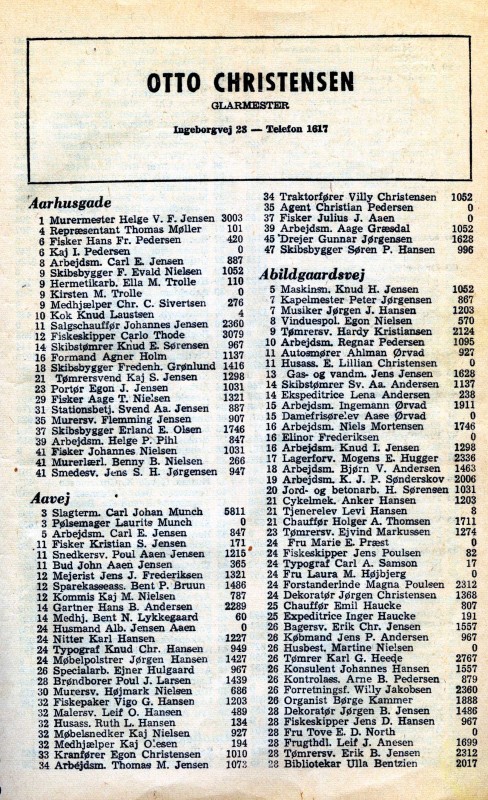 OTTO CHRISTENSEN
GLARMESTER
Ingeborgvej 28 — Telefon 1617
Aarhusgade
1 Murermester Helge V. F. Jensen 3003
4 Repræsentant Thomas Møller 101
6 Fisker Hans Fr. Pedersen 420
6 Kaj I. Pedersen 0
8 Arbejdsm. Carl E. Jensen 887
9 Skibsbygger F. Evald Nielsen 1052
9 Hermetikarb. Ella M. Trolle 110
9 Kirsten M. Trolle 0
9 Medhjælper Chr. C. Sivertsen 276
10 Kok Knud Laustsen 4
11 Salgschauffør Johannes Jensen 2360
12 Fiskeskipper Carlo Thode 3079
14 Skibstømrer Knud E. Sørensen 967
16 Formand Agner Holm 1137
18 Skibsbygger Fredenh. Grønlund 1416
21 Tømrersvend Kaj S. Jensen 1298
23 Portør Egon J. Jensen 1031
29 Fisker Aage T. Nielsen 1321
31 Stationsbetj. Svend Aa. Jensen 887
35 Murersv. Flemming Jensen 907
37 Skibsbygger Erland E. Olsen 1746
39 Arbejdsm. Helge P. Pihl 847
41 Fisker Johannes Nielsen 1031
41 Murerlærl. Benny B. Nielsen 266
41 Smedesv. Jens S. H. Jørgensen 947
Aavej
3 Slagterm. Carl Johan Munch 5811
3 Pølsemager Laurits Munch 0
5 Arbejdsm. Carl E. Jensen 847
11 Fisker Kristian S. Jensen 171
11 Snedkersv. Poul Aaen Jensen 1215
11 Bud John Aaen Jensen 365
12 Mejerist Jens J. Frederiksen 1321
12 Sparekasseass. Bent P. Bruun 1486
12 Kommis Kaj M. Nielsen 787
14 Gartner Hans B. Andersen 2289
14 Medhj. Bent N. Lykkegaard 60
24 Husmand Alb. Jensen Aaen 0
24 Nitter Karl Hansen 1227
24 Typograf Knud Chr. Hansen 949
24 Møbelpolstrer Jørgen Hansen 1427
26 Specialarb. Ejner Hulgaard 967
28 Brøndborer Poul J. Larsen 1439
30 Murersv. Højmark Nielsen 686
32 Fiskepaker Vigo G. Hansen 1203
32 Malersv. Leif O. Hansen 489
32 Husass. Ruth L. Hansen 134
32 Møbelsnedker Kaj Nielsen 927
32 Medhjælper Kaj Olesen 194
33 Kranfører Egon Christensen 1010
34 Arbejdsm. Thomas M. Jensen 1073
34 Traktorfører Villy Christensen 1052
35 Agent Christian Pedersen 0
37 Fisker Julius J. Aaen 0
39 Arbejdsm. Aage Græsdal 1052
45 Drejer Gunnar Jørgensen 1628
47 Skibsbygger Søren P. Hansen 996
Abildgaardsvej
5 Maskinsn. Knud H. Jensen 1052
7 Kapelmester Peter Jørgensen 867
7 Musiker Jørgen J. Hansen 1203
8 Vinduespol. Egon Nielsen 570
9 Tømrersv. Hardy Kristiansen 2124
10 Arbejdsm. Regnar Pedersen 1095
11 Automører Ahlman Ørvad 927
11 Husass. E. Lillian Christensen 0
13 Gas- og vandm. Jens Jensen 1628
14 Skibstømrer Sv. Aa. Andersen 1137
14 Ekspeditrice Lena Andersen 238
15 Arbejdsm. Ingemann Ørvad 1911
15 Damefrisørelev Aase Ørvad 0
16 Arbejdsm. Niels Mortensen 1746
16 Elinor Frederiksen 0
16 Arbejdsm. Knud I. Jensen 1298
17 Lagerforv. Mogens E. Hugger 2336
18 Arbejdsm. Bjørn V. Andersen 1463
19 Arbejdsm. K. J. P. Sønderskov 2006
20 Jord- og betonarb. H. Sørensen 1031
21 Cykelmek. Anker Hansen 1203
21 Tjenerelev Levi Hansen 8
21 Chauffør Holger A. Thomsen 1711
23 Tømrersv. Ejvind Markussen 1274
24 Fru Marie E. Præst 0
24 Fiskeskipper Jens Poulsen 82
24 Typograf Carl A. Samson 17
24 Fru Laura M. Højbjerg 0
24 Forstanderinde Magna Poulsen 2312
24 Dekoratør Jørgen Christensen 1368
25 Chauffør Emil Haucke 807
25 Expeditrice Inger Haucke 191
26 Bagersv. Erik Chr. Jensen 1557
26 Købmand Jens P. Andersen 967
26 Husbest. Martine Nielsen 0
26 Tømrer Karl G. Heede 2767
26 Konsulent Johannes Hansen 1557
26 Kontrolass. Arne B. Pedersen 879
26 Forretningsf. Willy Jakobsen 2360
26 Organist Børge Kammer 1888
28 Dekoratør Jørgen B. Jensen 1486
28 Fiskeskipper Jens D. Hansen 967
28 Fru Tove E. D. North 0
28 Frugthdl. Leif J. Anesen 1699
28 Tømrersv. Erik B. Jensen 2312
28 Bibliotekar Ulla Bentzien 2017